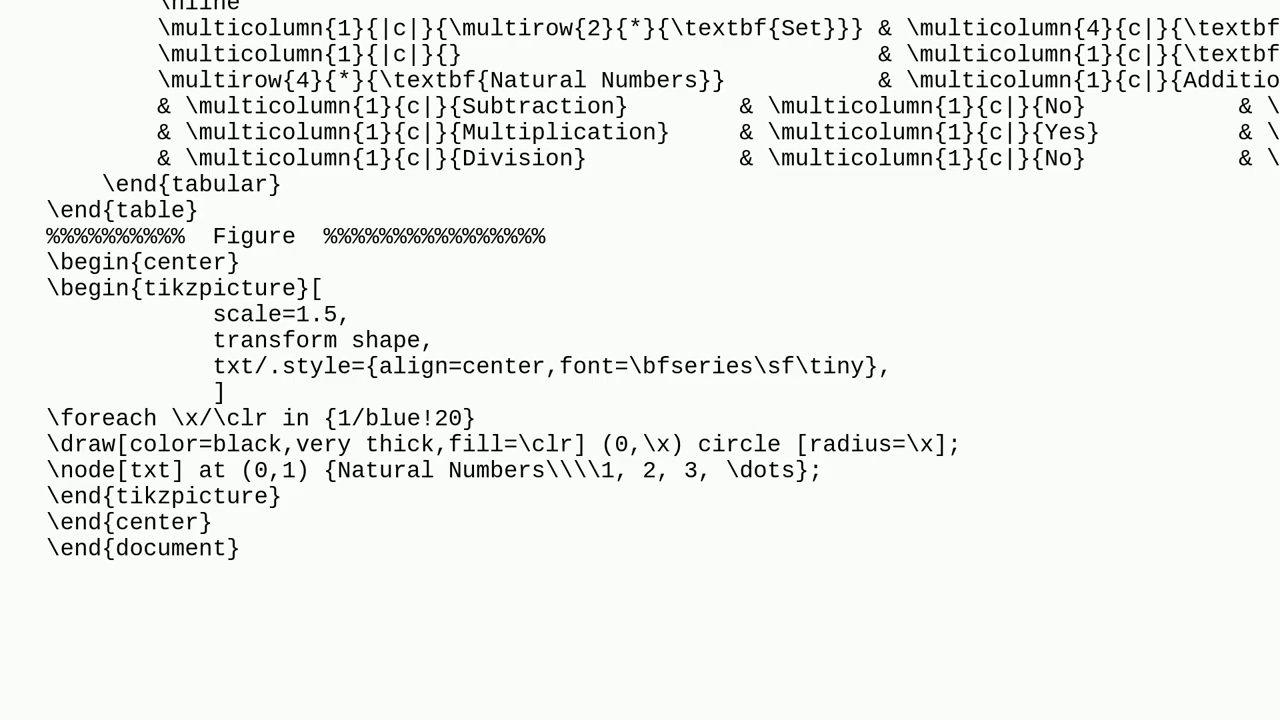 \hline
\multicolumn{1}{|c|}{\multirow{2}{*}{\textbf{Set}}} & \multicolumn{4}{c|}{\textbf
\multicolumn{1}{|c|}{} & \multicolumn{1}{c|}{\textbf
\multirow{4}{*}{\textbf{Natural Numbers}} & \multicolumn{1}{c|}{Additio
& \multicolumn{1}{c|}{Subtraction} & \multicolumn{1}{c|}{No} & \
& \multicolumn{1}{c|}{Multiplication} & \multicolumn{1}{c|}{Yes} & \
& \multicolumn{1}{c|}{Division} & \multicolumn{1}{c|}{No} & \
\end{tabular}
\end{table}
%%%%%%%%%% Figure %%%%%%%%%%%%%%%%
\begin{center}
\begin{tikzpicture}[
scale=1.5,
transform shape,
txt/.style={align=center,font=\bfseries\sf\tiny},
]
\foreach \x/\clr in {1/blue!20}
\draw[color=black,very thick,fill=\clr] (0,\x) circle [radius=\x];
\node[txt] at (0,1) {Natural Numbers\\\\1, 2, 3, \dots};
\end{tikzpicture}
\end{center}
\end{document}